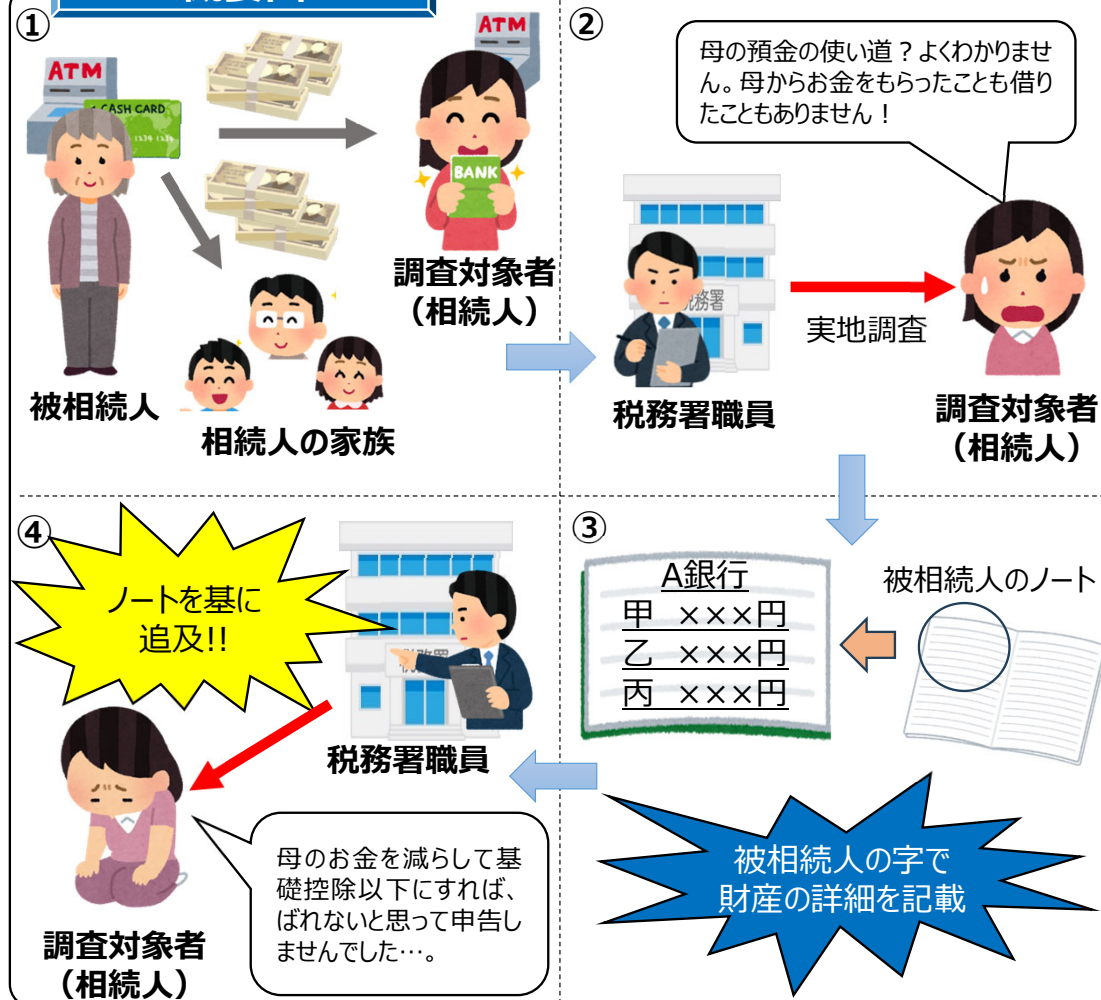 ①
ATM
CASH CARD
1234 1234
ATM
BANK
調査対象者
(相続人)
被相続人
相続人の家族
②
母の預金の使い道?よくわかりませ
ん。母からお金をもらったことも借り
たこともありません!
税務署
実地調査
税務署職員
調査対象者
(相続人)
③
A銀行
甲 ×××円
乙 ×××円
丙 ×××円
被相続人のノート
被相続人の字で
財産の詳細を記載
④
ノートを基に
追及!!
税務署
税務署職員
母のお金を減らして基
礎控除以下にすれば、
ばれないと思って申告し
ませんでした…。
調査対象者
(相続人)